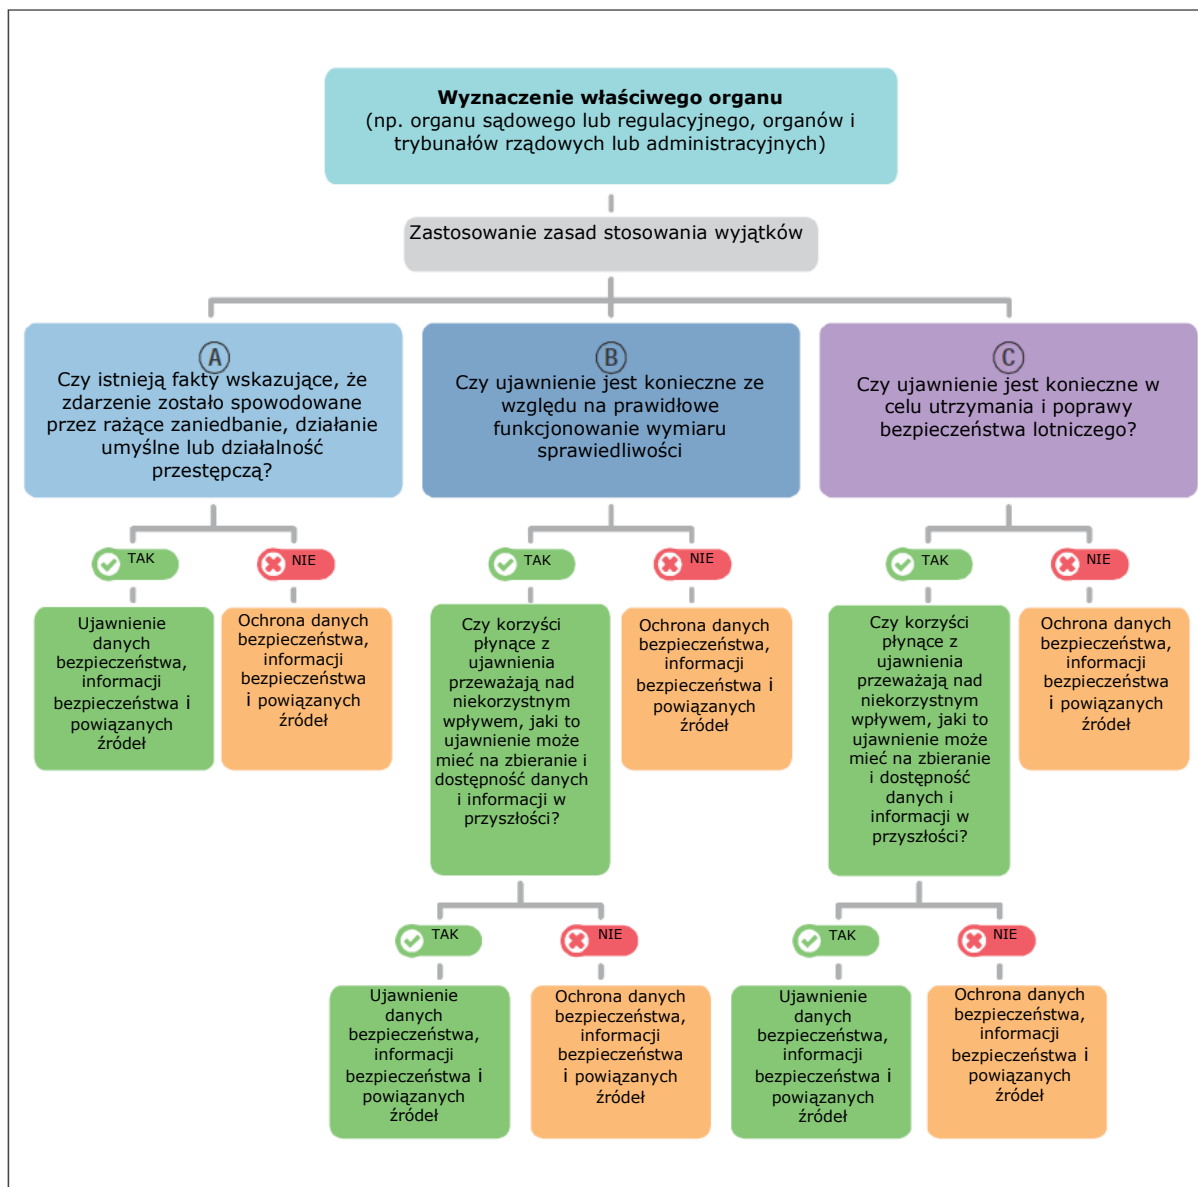 Wyznaczenie właściwego organu
(np. organu sądowego lub regulacyjnego, organów i
trybunałów rządowych lub administracyjnych)
Zastosowanie zasad stosowania wyjątków
A
Czy istnieją fakty wskazujące, że
zdarzenie zostało spowodowane
przez rażące zaniedbanie, działanie
umyślne lub działalność
przestępczą?
B
Czy ujawnienie jest konieczne ze
względu na prawidłowe
funkcjonowanie wymiaru
sprawiedliwości
C
Czy ujawnienie jest konieczne w
celu utrzymania i poprawy
bezpieczeństwa lotniczego?
TAK
NIE
TAK
NIE
TAK
NIE
Ujawnienie
danych
bezpieczeństwa,
informacji
bezpieczeństwa i
powiązanych
źródeł
Ochrona danych
bezpieczeństwa,
informacji
bezpieczeństwa
i powiązanych
źródeł
Czy korzyści
płynące z
ujawnienia
przeważają nad
niekorzystnym
wpływem, jaki to
ujawnienie może
mieć na zbieranie i
dostępność danych
i informacji w
przyszłości?
Ochrona danych
bezpieczeństwa,
informacji
bezpieczeństwa i
powiązanych
źródeł
Czy korzyści
płynące z
ujawnienia
przeważają nad
niekorzystnym
wpływem, jaki to
ujawnienie może
mieć na zbieranie
i dostępność
danych i
informacji w
przyszłości?
Ochrona danych
bezpieczeństwa,
informacji
bezpieczeństwa
i powiązanych
źródeł
TAK
NIE
TAK
NIE
Ujawnienie
danych
bezpieczeństwa,
informacji
bezpieczeństwa i
powiązanych
źródeł
Ochrona danych
bezpieczeństwa,
informacji
bezpieczeństwa
i powiązanych
źródeł
Ujawnienie
danych
bezpieczeństwa,
informacji
bezpieczeństwa i
powiązanych
źródeł
Ochrona danych
bezpieczeństwa,
informacji
bezpieczeństwa i
powiązanych
źródeł